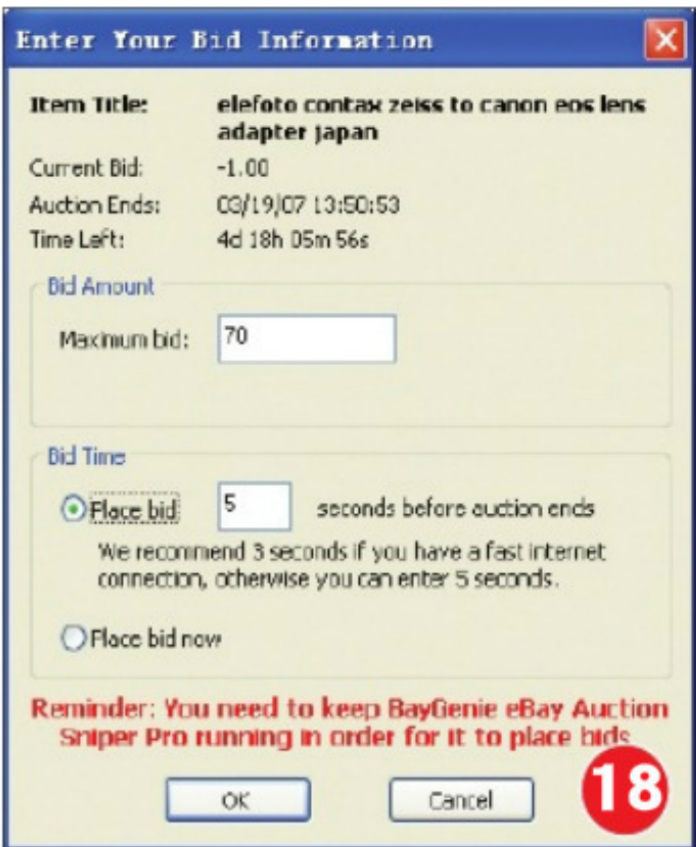 Enter Your Bid Information
Item Title: elefoto contax zeiss to canon eos lens
adapter japan
Current Bid: -1.00
Auction Ends: 03/19/07 13:50:53
Time Left: 4d 18h 05m 56s
Bid Amount
Maximum bid: 70
Bid Time
Place bid 5 seconds before auction ends
We recommend 3 seconds if you have a fast internet
connection, otherwise you can enter 5 seconds.
Place bid now
Reminder: You need to keep BayGenie eBay Auction
Sniper Pro running in order for it to place bids
OK Cancel
18